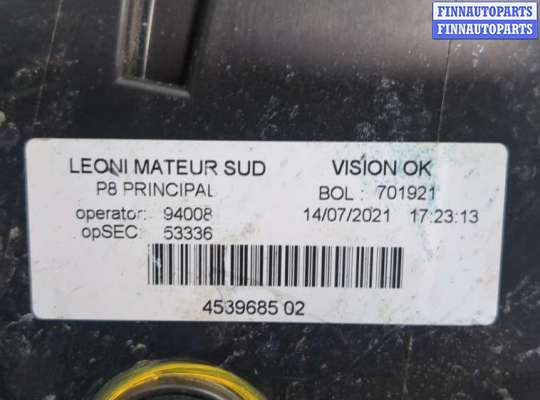 FINNAUTOPARTS
FINNAUTOPARTS
LEONI MATEUR SUD VISION OK
P8 PRINCIPAL BOL : 701921
operator: 94008 14/07/2021 17:23:13
opSEC: 53336
4539685 02